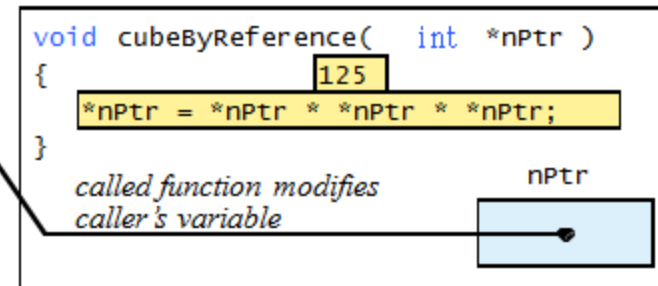 void cubeByReference( int *nPtr )
{
125
*nPtr = *nPtr * *nPtr * *nPtr;
}
called function modifies
caller's variable
nPtr